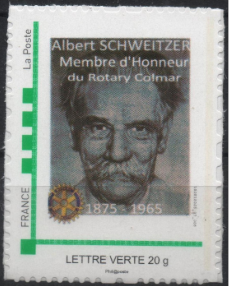 La Poste
FRANCE
Albert SCHWEITZER
Membre d'Honneur
du Rotary Colmar
1875 - 1965
LETTRE VERTE 20 g